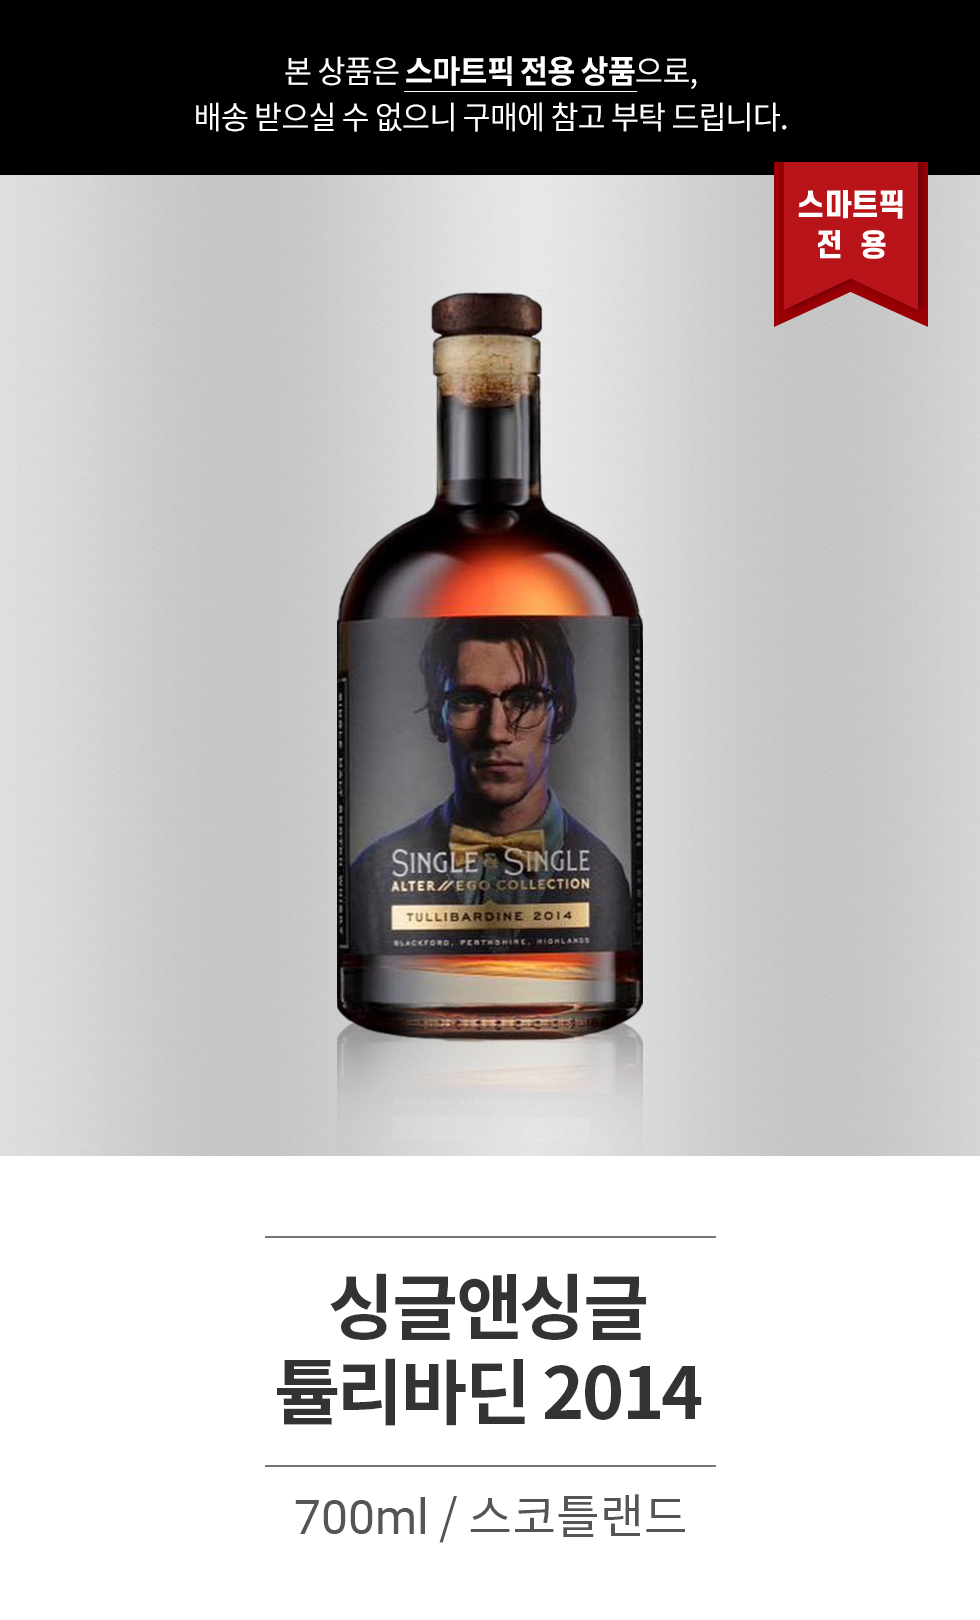 본 상품은 스마트픽 전용 상품으로,
배송 받으실 수 없으니 구매에 참고 부탁 드립니다.
스마트픽
전 용
SINGLE & SINGLE
ALTER//EGO COLLECTION
TULLIBARDINE 2014
BLACKFORD, PERTHSHIRE, HIGHLANDS
싱글앤싱글
튤리바딘 2014
700ml / 스코틀랜드